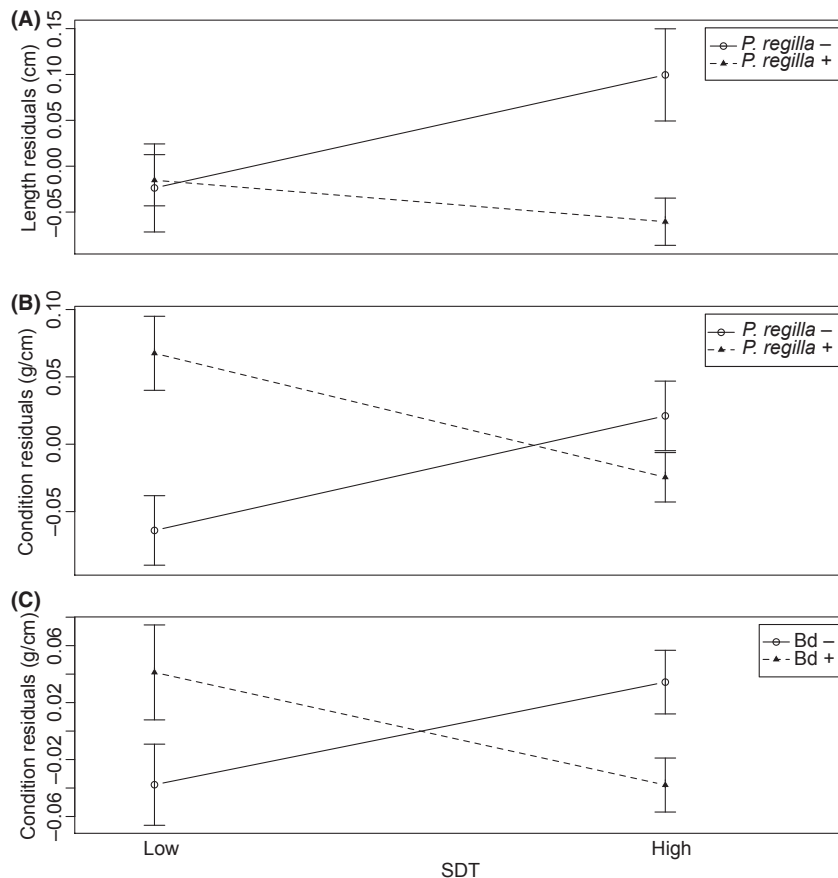 (A)
Length residuals (cm)
0.15
0.10
0.05
0.00
−0.05
P. regilla −
P. regilla +
(B)
Condition residuals (g/cm)
0.10
0.05
0.00
−0.05
P. regilla −
P. regilla +
(C)
Condition residuals (g/cm)
0.06
0.02
−0.02
−0.06
Bd −
Bd +
Low
High
SDT